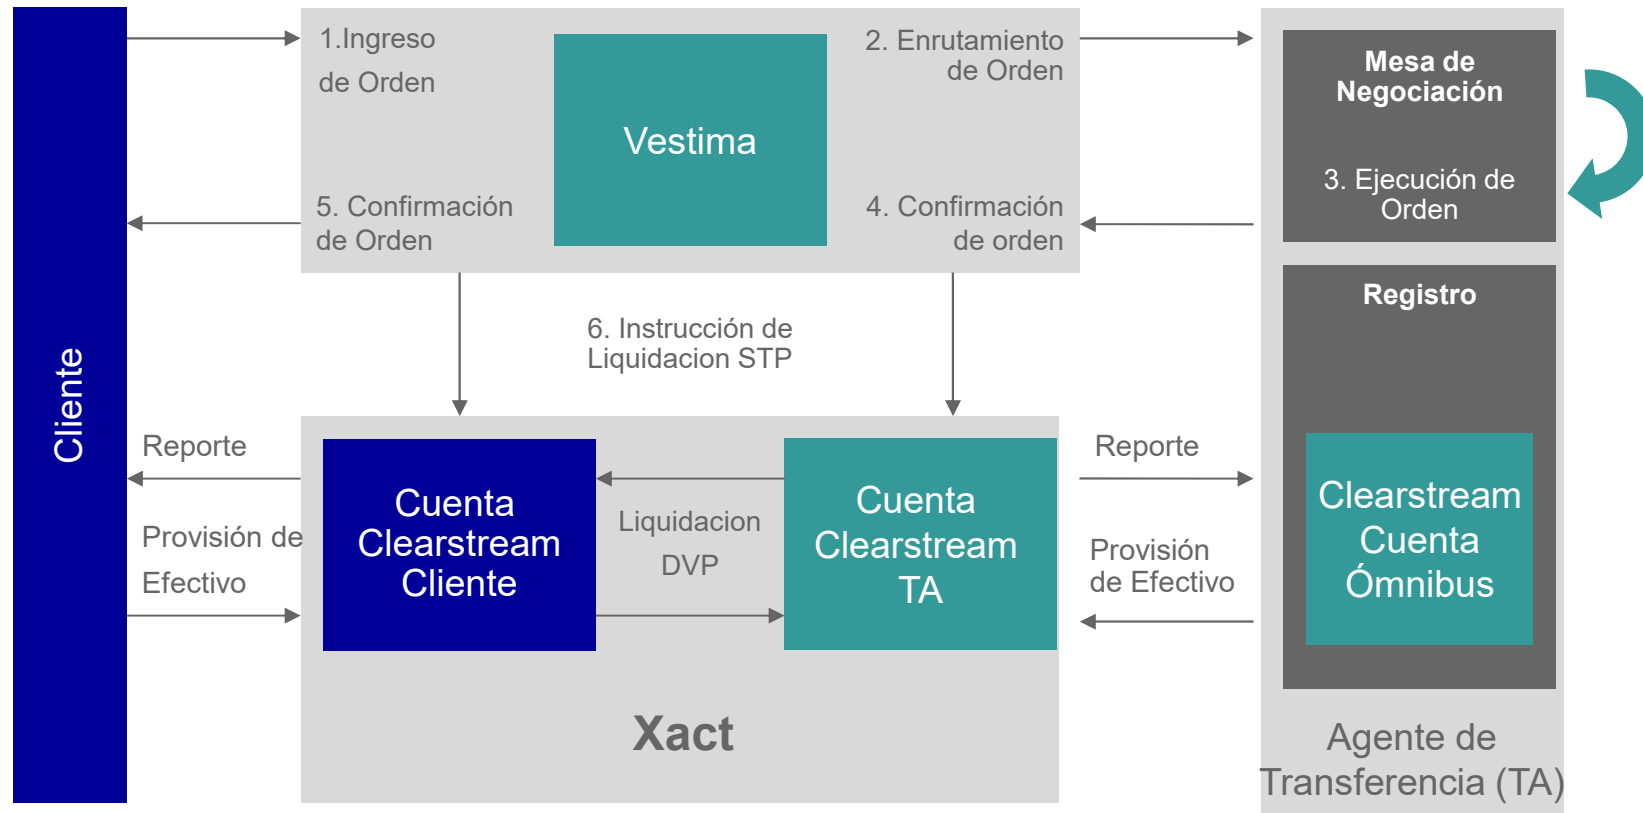 1.Ingreso
de Orden
Vestima
2. Enrutamiento
de Orden
Mesa de
Negociación
3. Ejecución de
Orden
5. Confirmación
de Orden
4. Confirmación
de orden
6. Instrucción de
Liquidacion STP
Registro
Cliente
Reporte
Provisión de
Efectivo
Cuenta
Clearstream
Cliente
Liquidacion
DVP
Cuenta
Clearstream
TA
Reporte
Provisión
de Efectivo
Clearstream
Cuenta
Ómnibus
Xact
Agente de
Transferencia (TA)